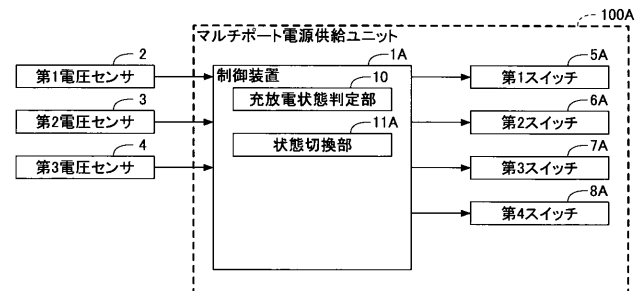 100A
マルチポート電源供給ユニット
2
第1電圧センサ
3
第2電圧センサ
4
第3電圧センサ
1A
制御装置
10
充放電状態判定部
11A
状態切換部
5A
第1スイッチ
6A
第2スイッチ
7A
第3スイッチ
8A
第4スイッチ